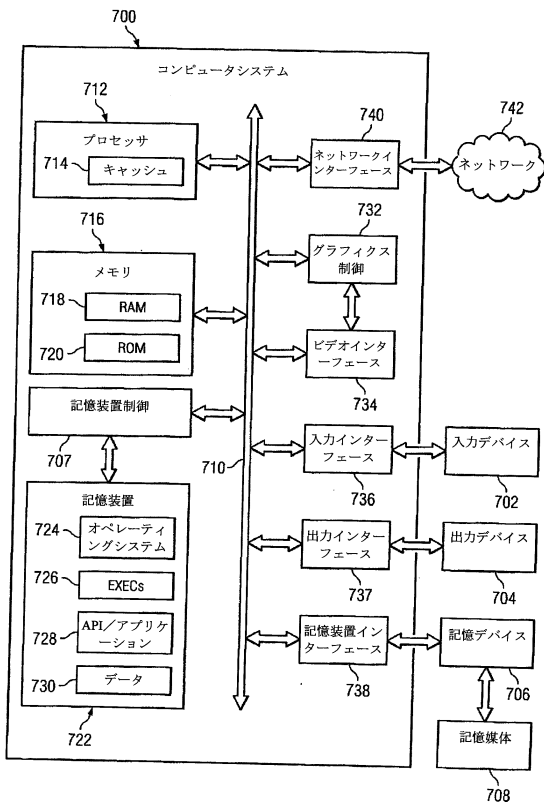 700
コンピュータシステム
712
プロセッサ
714
キャッシュ
740
ネットワークイ
ンターフェース
742
ネットワーク
716
メモリ
718
RAM
720
ROM
732
グラフィクス
制御
ビデオインタ
ーフェース
734
記憶装置制御
707
710
入力インター
フェース
736
入力デバイス
702
記憶装置
724
オペレーティ
ングシステム
726
EXECs
728
API/アプリケ
ーション
730
データ
722
出力インター
フェース
737
出力デバイス
704
記憶装置イン
ターフェース
738
記憶デバイス
706
記憶媒体
708